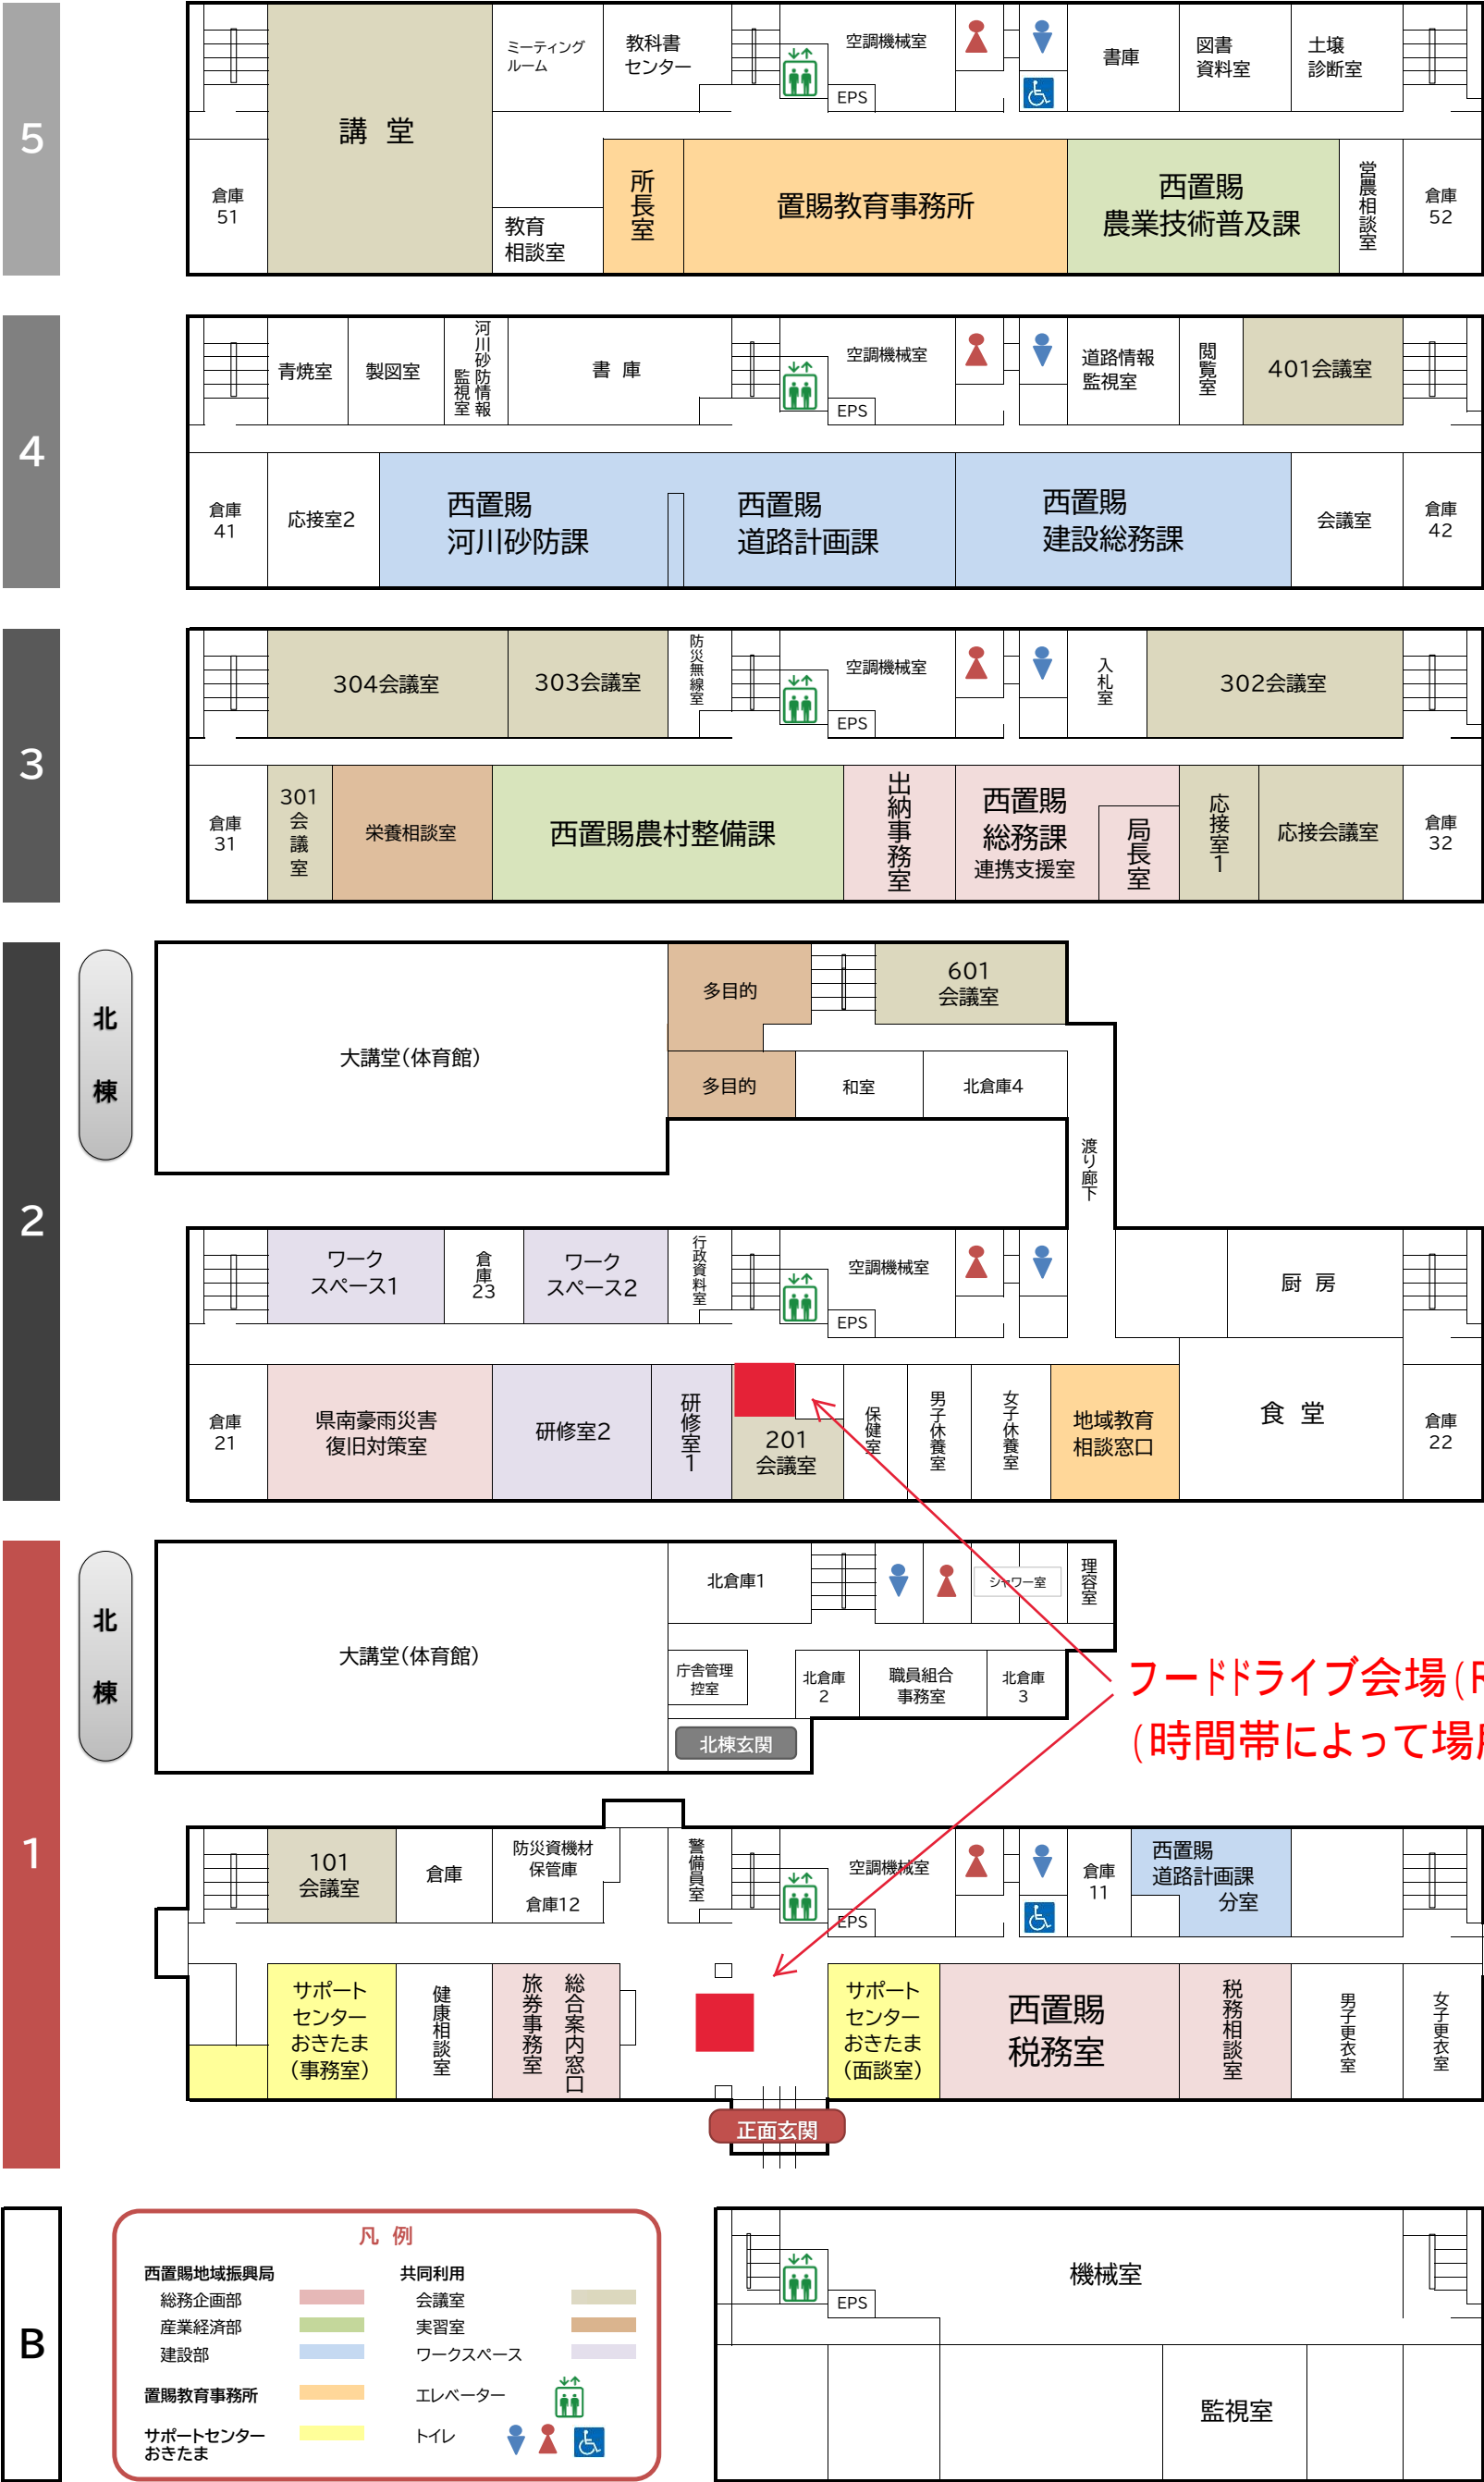 5
ミーティング
ルーム
教科書
センター
空調機械室
EPS
書庫
図書
資料室
土壌
診断室
講 堂
倉庫
51
教育
相談室
所長室
置賜教育事務所
西置賜
農業技術普及課
営農相談室
倉庫
52
4
青焼室
製図室
河川砂防情報
監視室
書 庫
空調機械室
EPS
道路情報
監視室
閲覧室
401会議室
倉庫
41
応接室2
西置賜
河川砂防課
西置賜
道路計画課
西置賜
建設総務課
会議室
倉庫
42
3
304会議室
303会議室
防災無線室
空調機械室
EPS
入札室
302会議室
倉庫
31
301
会議室
栄養相談室
西置賜農村整備課
出納事務室
西置賜
総務課
連携支援室
局長室
応接室1
応接会議室
倉庫
32
2
北棟
大講堂(体育館)
多目的
601
会議室
多目的
和室
北倉庫4
渡り廊下
ワーク
スペース1
倉庫23
ワーク
スペース2
行政資料室
空調機械室
EPS
厨 房
倉庫
21
県南豪雨災害
復旧対策室
研修室2
研修室1
201
会議室
保健室
男子休養室
女子休養室
地域教育
相談窓口
食 堂
倉庫
22
1
北棟
大講堂(体育館)
北倉庫1
シャワー室
理容室
庁舎管理
控室
北倉庫
2
職員組合
事務室
北倉庫
3
北棟玄関
フードドライブ会場(R
(時間帯によって場所
101
会議室
倉庫
防災資機材
保管庫
倉庫12
警備員室
空調機械室
EPS
倉庫
11
西置賜
道路計画課
分室
サポート
センター
おきたま
(事務室)
健康相談室
旅券事務室
総合案内窓口
サポート
センター
おきたま
(面談室)
西置賜
税務室
税務相談室
男子更衣室
女子更衣室
正面玄関
B
凡 例
西置賜地域振興局
総務企画部
産業経済部
建設部
置賜教育事務所
サポートセンター
おきたま
共同利用
会議室
実習室
ワークスペース
エレベーター
トイレ
機械室
EPS
監視室